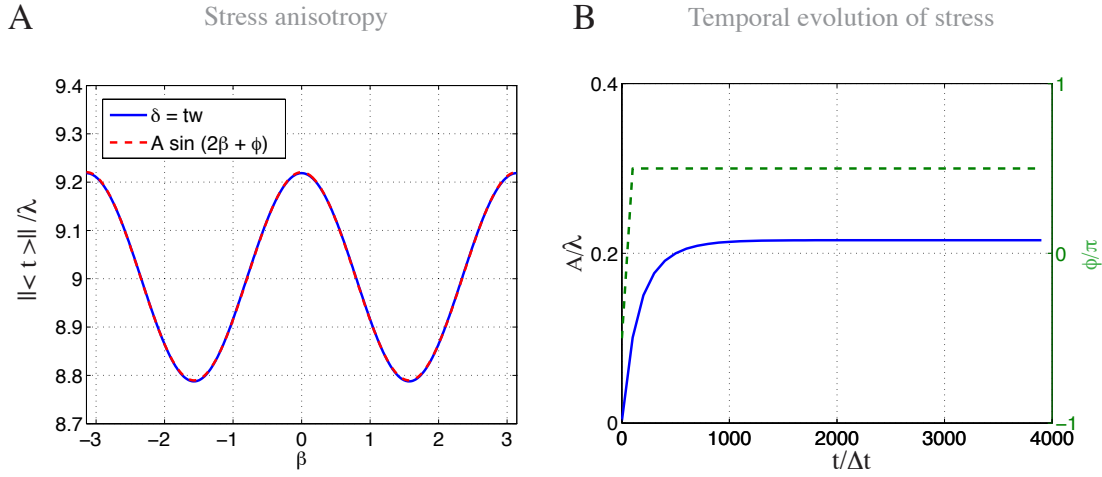 A
Stress anisotropy
9.4
9.3
9.2
9.1
9
8.9
8.8
8.7
||< t >|| /λ
δ = tw
A sin (2β + ϕ)
−3
−2
−1
0
1
2
3
β
B
Temporal evolution of stress
0.4
0.2
0
A/λ
1
0
−1
ϕ/π
0
1000
2000
3000
4000
t/Δt